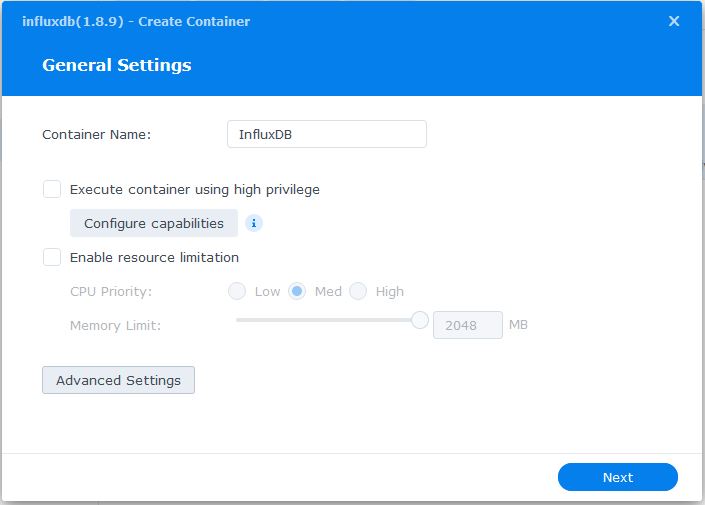 influxdb(1.8.9) - Create Container
General Settings
Container Name: InfluxDB
Execute container using high privilege
Configure capabilities i
Enable resource limitation
CPU Priority: Low Med High
Memory Limit: 2048 MB
Advanced Settings
Next